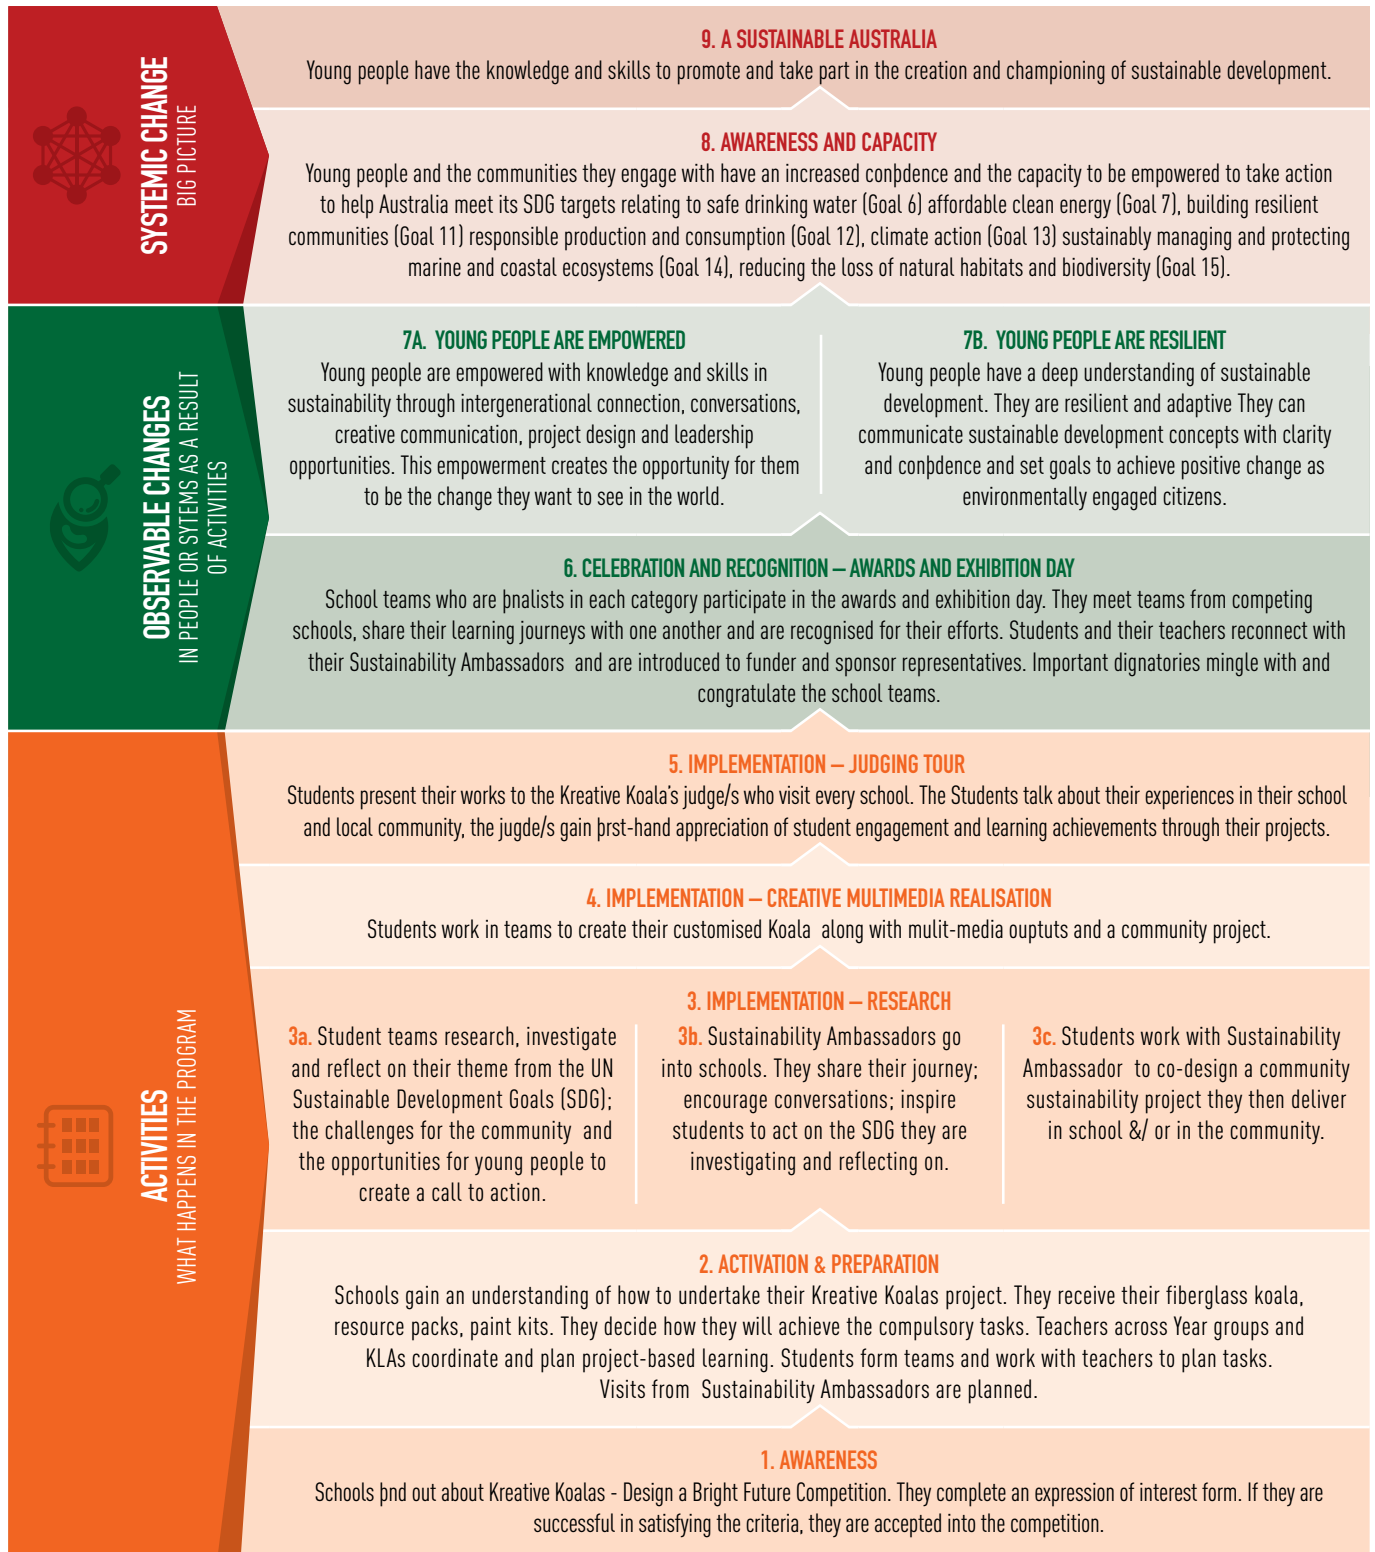 SYSTEMIC CHANGE
BIG PICTURE
9. A SUSTAINABLE AUSTRALIA
Young people have the knowledge and skills to promote and take part in the creation and championing of sustainable development.
8. AWARENESS AND CAPACITY
Young people and the communities they engage with have an increased conþdence and the capacity to be empowered to take action
to help Australia meet its SDG targets relating to safe drinking water (Goal 6) affordable clean energy (Goal 7), building resilient
communities (Goal 11) responsible production and consumption (Goal 12), climate action (Goal 13) sustainably managing and protecting
marine and coastal ecosystems (Goal 14), reducing the loss of natural habitats and biodiversity (Goal 15).
OBSERVABLE CHANGES
IN PEOPLE OR SYTEMS AS A RESULT
OF ACTIVITIES
7A. YOUNG PEOPLE ARE EMPOWERED
Young people are empowered with knowledge and skills in
sustainability through intergenerational connection, conversations,
creative communication, project design and leadership
opportunities. This empowerment creates the opportunity for them
to be the change they want to see in the world.
7B. YOUNG PEOPLE ARE RESILIENT
Young people have a deep understanding of sustainable
development. They are resilient and adaptive They can
communicate sustainable development concepts with clarity
and conþdence and set goals to achieve positive change as
environmentally engaged citizens.
6. CELEBRATION AND RECOGNITION – AWARDS AND EXHIBITION DAY
School teams who are þnalists in each category participate in the awards and exhibition day. They meet teams from competing
schools, share their learning journeys with one another and are recognised for their efforts. Students and their teachers reconnect with
their Sustainability Ambassadors and are introduced to funder and sponsor representatives. Important dignatories mingle with and
congratulate the school teams.
ACTIVITIES
WHAT HAPPENS IN THE PROGRAM
5. IMPLEMENTATION – JUDGING TOUR
Students present their works to the Kreative Koala's judge/s who visit every school. The Students talk about their experiences in their school
and local community, the jugde/s gain þrst-hand appreciation of student engagement and learning achievements through their projects.
4. IMPLEMENTATION – CREATIVE MULTIMEDIA REALISATION
Students work in teams to create their customised Koala along with mulit-media ouptuts and a community project.
3. IMPLEMENTATION – RESEARCH
3a. Student teams research, investigate
and reflect on their theme from the UN
Sustainable Development Goals (SDG);
the challenges for the community and
the opportunities for young people to
create a call to action.
3b. Sustainability Ambassadors go
into schools. They share their journey;
encourage conversations; inspire
students to act on the SDG they are
investigating and reflecting on.
3c. Students work with Sustainability
Ambassador to co-design a community
sustainability project they then deliver
in school &/ or in the community.
2. ACTIVATION & PREPARATION
Schools gain an understanding of how to undertake their Kreative Koalas project. They receive their fiberglass koala,
resource packs, paint kits. They decide how they will achieve the compulsory tasks. Teachers across Year groups and
KLAs coordinate and plan project-based learning. Students form teams and work with teachers to plan tasks.
Visits from Sustainability Ambassadors are planned.
1. AWARENESS
Schools þnd out about Kreative Koalas - Design a Bright Future Competition. They complete an expression of interest form. If they are
successful in satisfying the criteria, they are accepted into the competition.